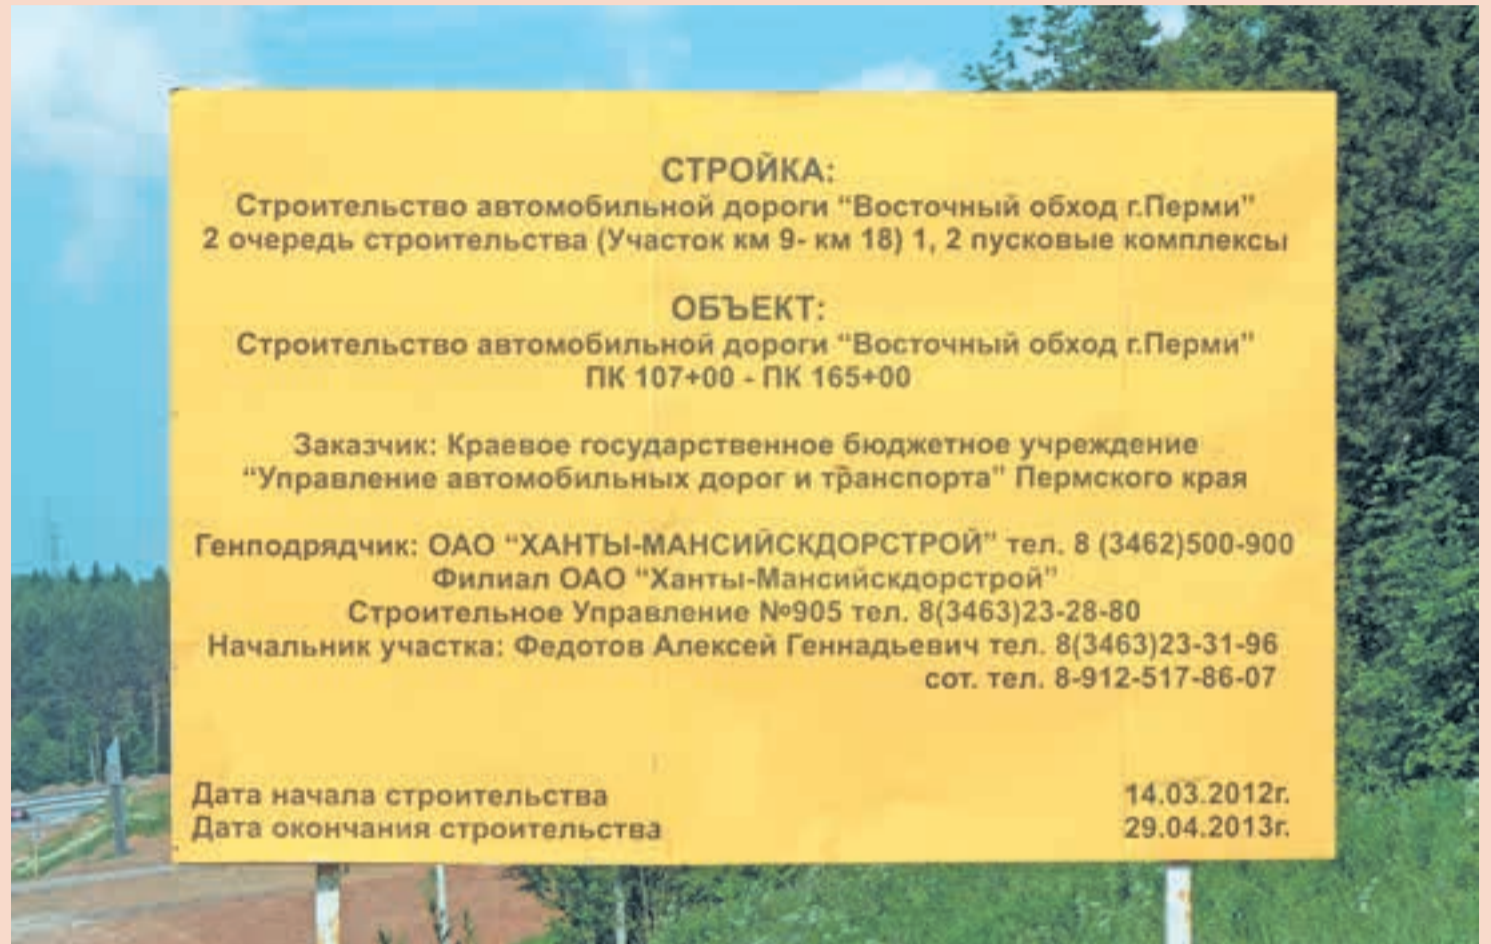 СТРОЙКА:
Строительство автомобильной дороги “Восточный обход г.Перми”
2 очередь строительства (Участок км 9- км 18) 1, 2 пусковые комплексы
ОБЪЕКТ:
Строительство автомобильной дороги “Восточный обход г.Перми”
ПК 107+00 - ПК 165+00
Заказчик: Краевое государственное бюджетное учреждение
“Управление автомобильных дорог и транспорта” Пермского края
Генподрядчик: ОАО “ХАНТЫ-МАНСИЙСКДОРСТРОЙ” тел. 8 (3462)500-900
Филиал ОАО “Ханты-Мансийскдорстрой”
Строительное Управление №905 тел. 8(3463)23-28-80
Начальник участка: Федотов Алексей Геннадьевич тел. 8(3463)23-31-96
сот. тел. 8-912-517-86-07
Дата начала строительства 14.03.2012г.
Дата окончания строительства 29.04.2013г.